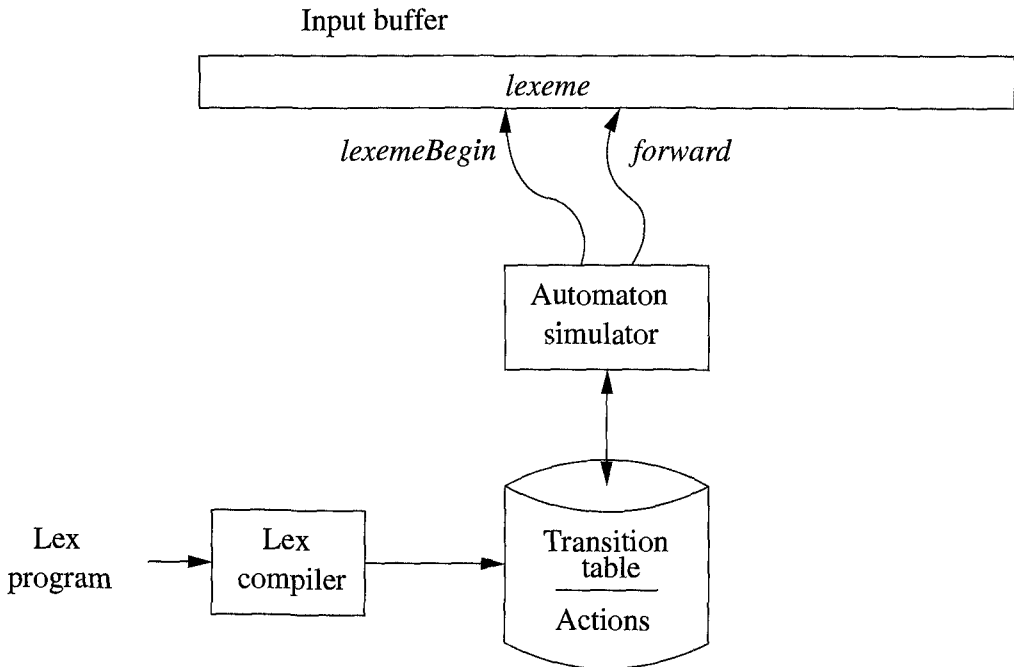 Input buffer
lexeme
lexemeBegin
forward
Automaton
simulator
Lex
program
Lex
compiler
Transition
table
Actions